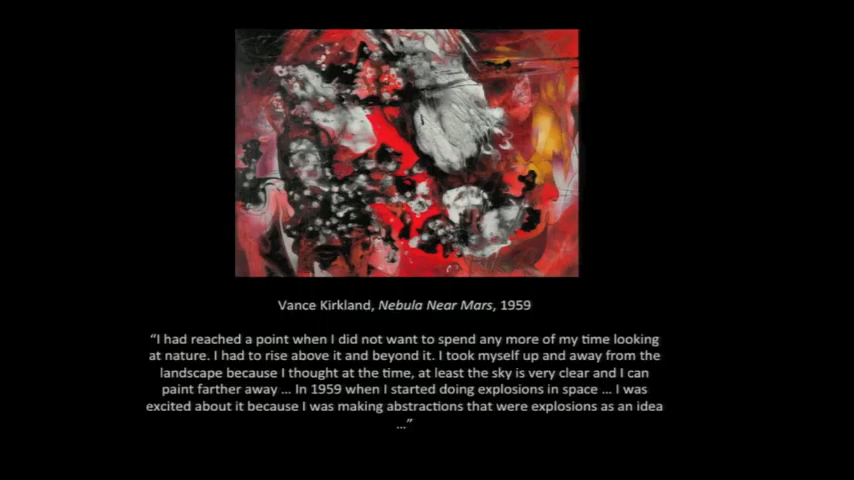 Vance Kirkland, Nebula Near Mars, 1959
“I had reached a point when I did not want to spend any more of my time looking
at nature. I had to rise above it and beyond it. I took myself up and away from the
landscape because I thought at the time, at least the sky is very clear and I can
paint farther away ... In 1959 when I started doing explosions in space ... I was
excited about it because I was making abstractions that were explosions as an idea
...”